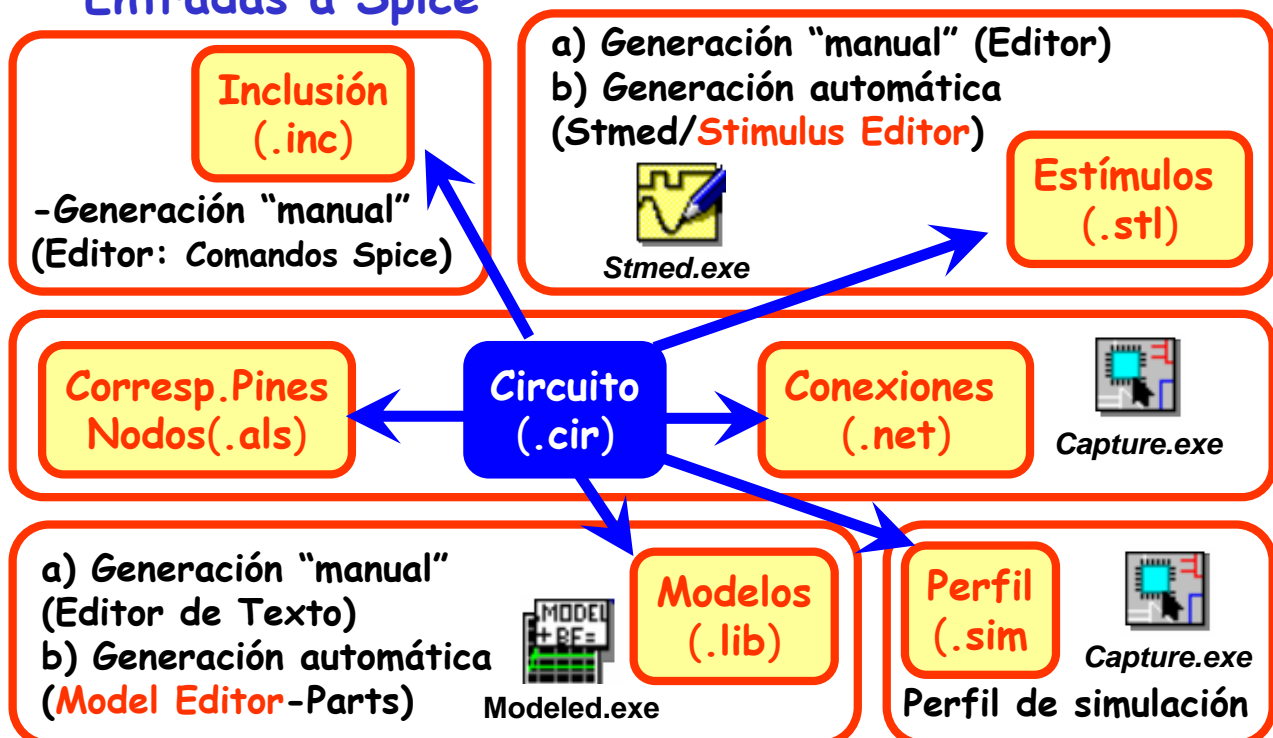 Entradas a Spice
Inclusión
(.inc)
-Generación “manual”
(Editor: Comandos Spice)
a) Generación “manual” (Editor)
b) Generación automática
(Stmed/Stimulus Editor)
Stmed.exe
Estímulos
(.stl)
Corresp.Pines
Nodos(.als)
Circuito
(.cir)
Conexiones
(.net)
Capture.exe
a) Generación “manual”
(Editor de Texto)
b) Generación automática
(Model Editor-Parts)
MODEL
+BF=
Modeled.exe
Modelos
(.lib)
Perfil
(.sim
Capture.exe
Perfil de simulación